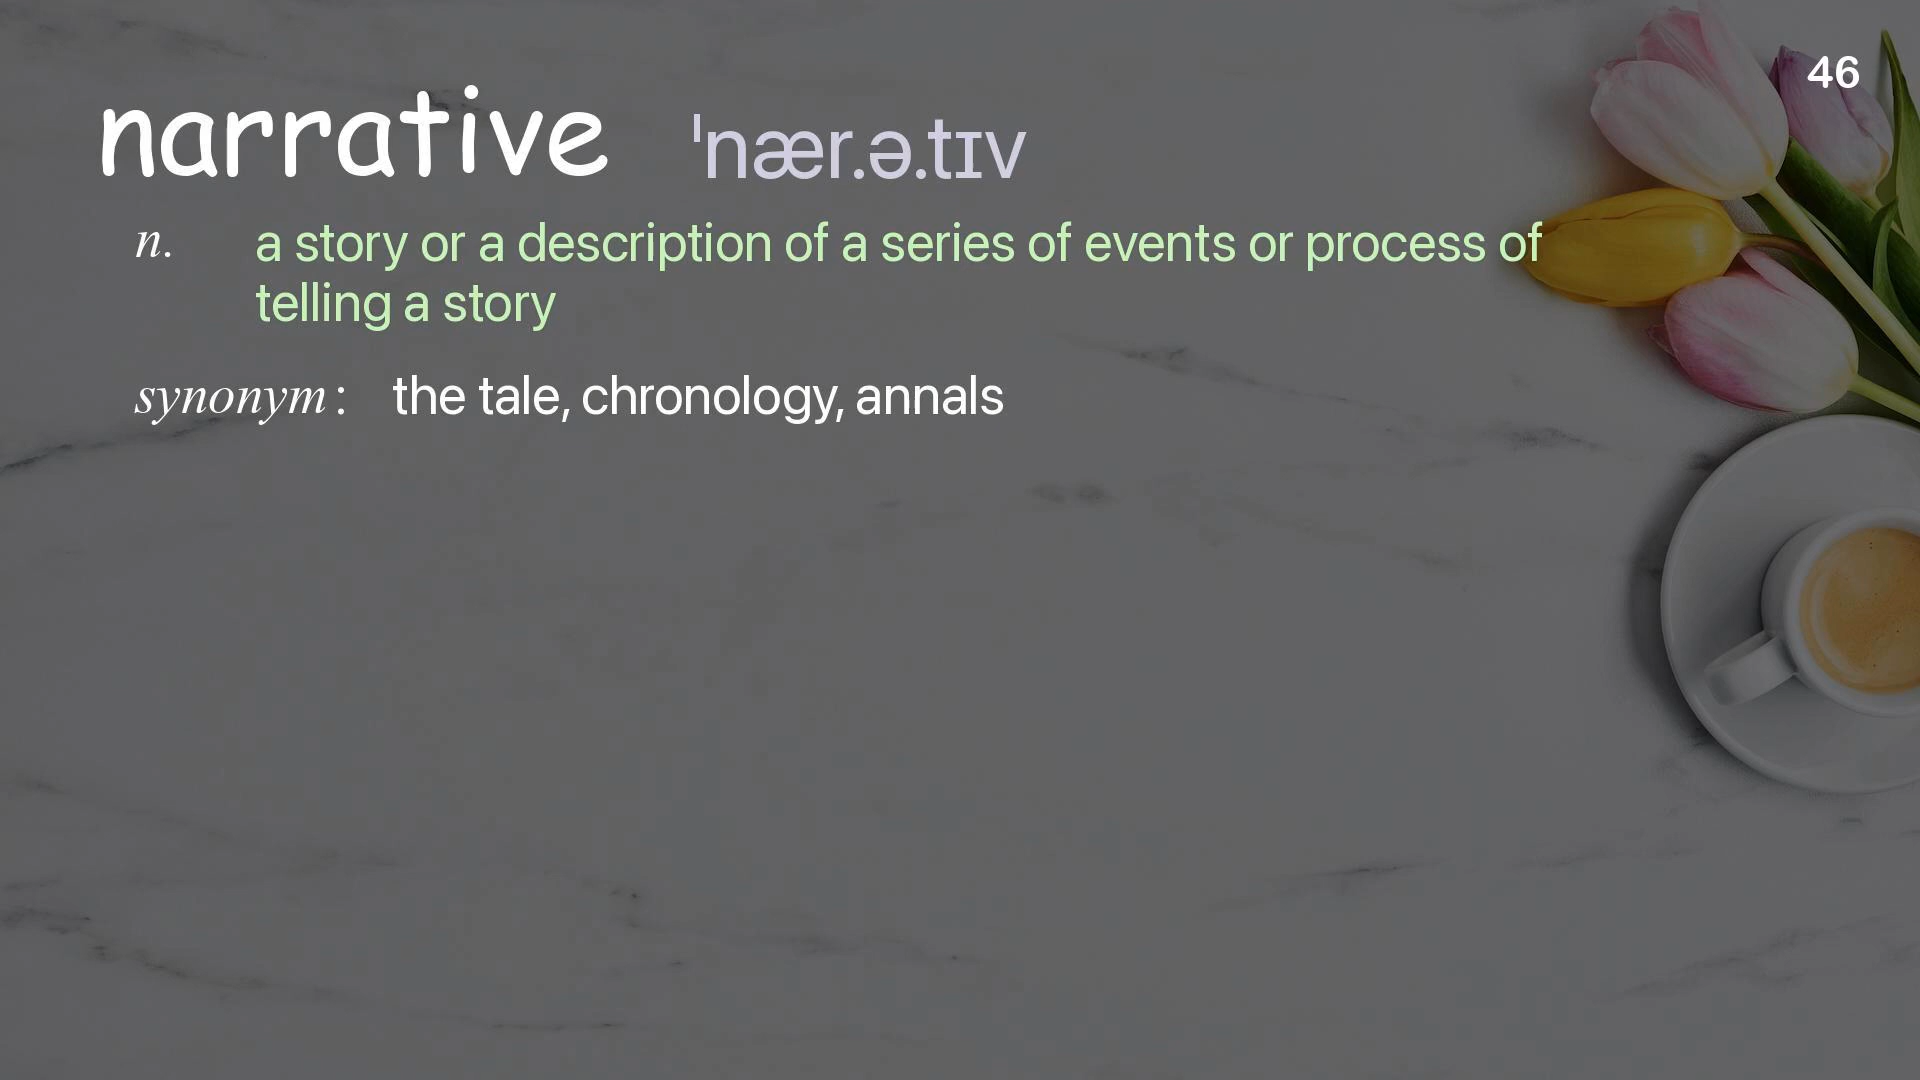 46
narrative ˈnær.ə.tɪv
n. a story or a description of a series of events or process of
telling a story
synonym : the tale, chronology, annals